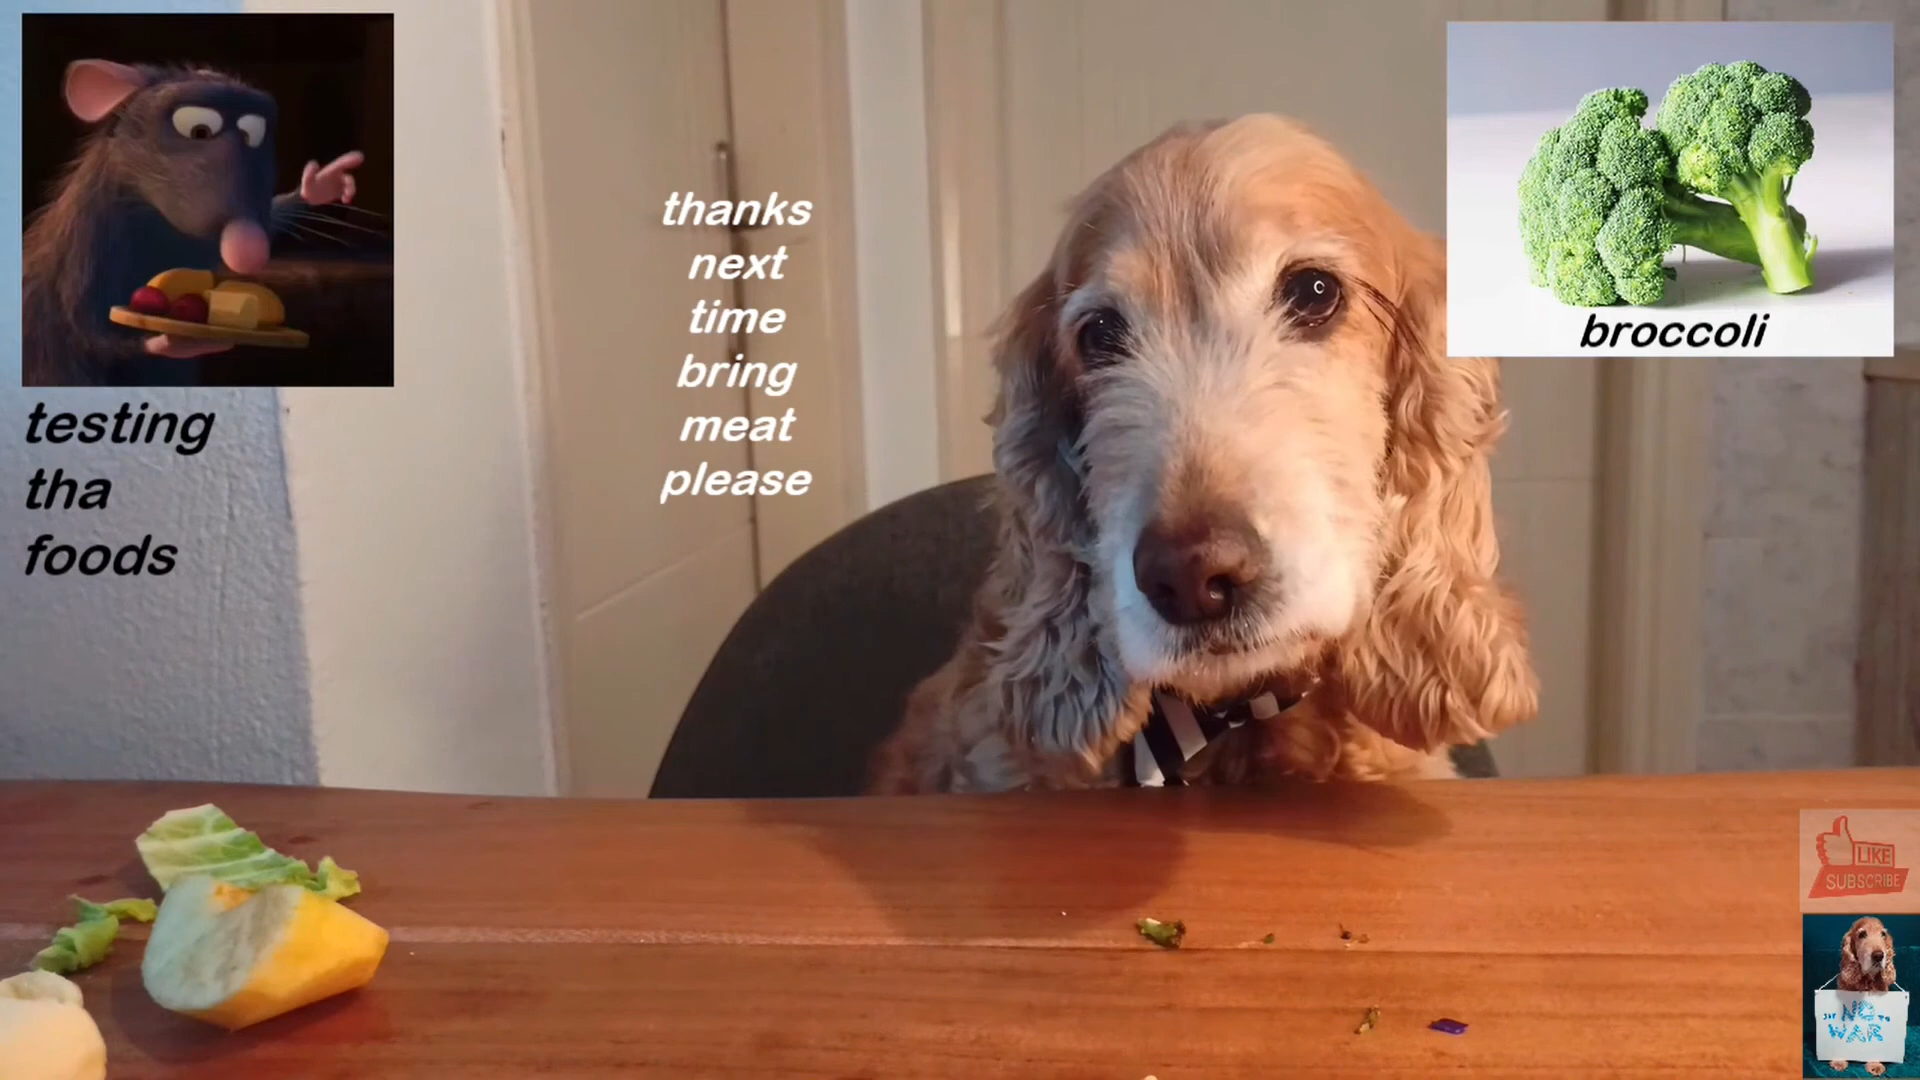 testing
tha
foods
thanks
next
time
bring
meat
please
broccoli
LIKE
SUBSCRIBE
NO
WAR